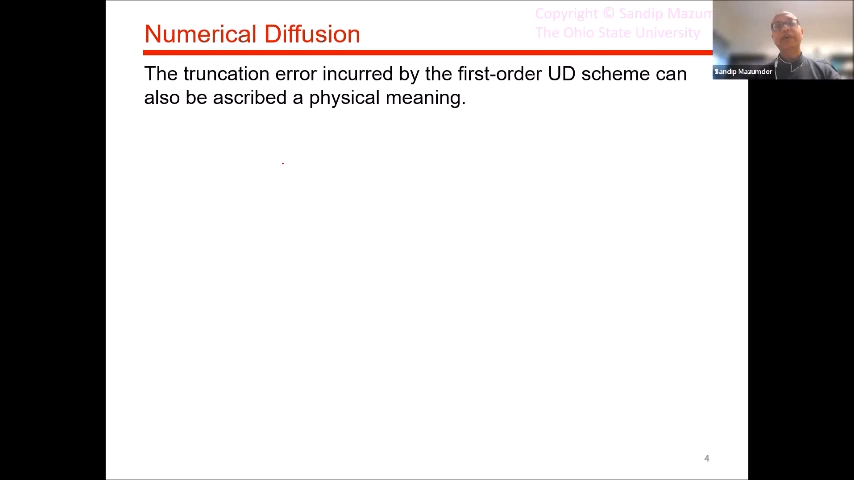 Copyright © Sandip Mazum
The Ohio State University
Numerical Diffusion
Sandip Mazumder
The truncation error incurred by the first-order UD scheme can
also be ascribed a physical meaning.
4